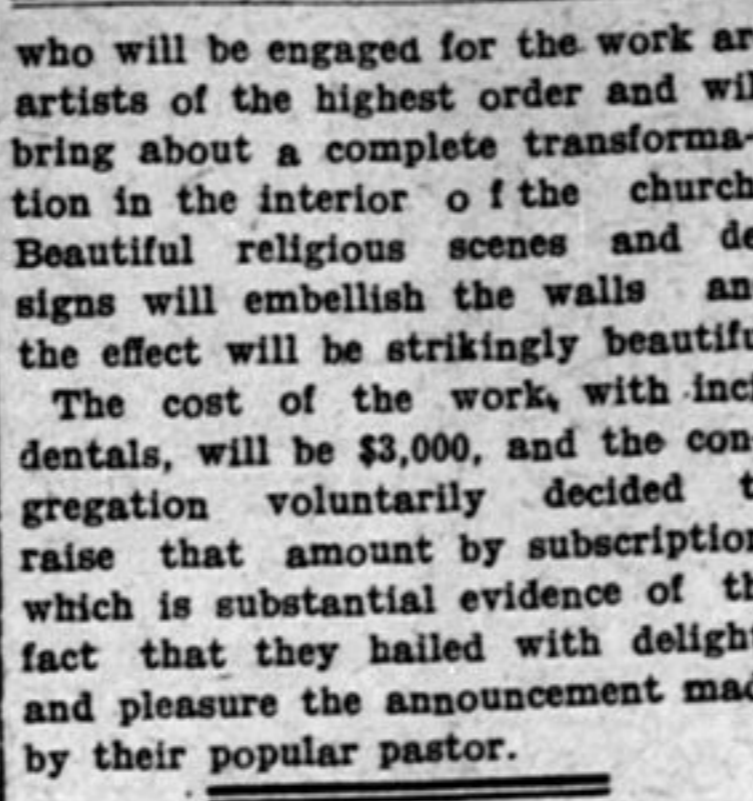 who will be engaged for the work ar
artists of the highest order and wil
bring about a complete transforma-
tion in the interior o f the church
Beautiful religious scenes and de
signs will embellish the walls an
the effect will be strikingly beautifu
The cost of the work, with inci
dentals, will be $3,000, and the con
gregation voluntarily decided t
raise that amount by subscription
which is substantial evidence of th
fact that they hailed with delight
and pleasure the announcement mad
by their popular pastor.